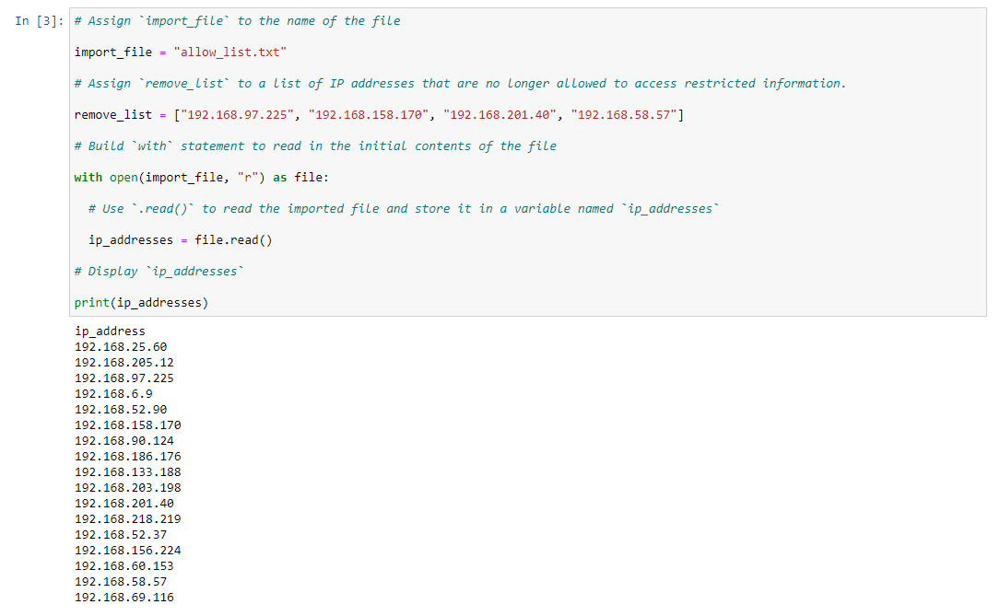 In [3]:
# Assign `import_file` to the name of the file
import_file = "allow_list.txt"
# Assign `remove_list` to a list of IP addresses that are no longer allowed to access restricted information.
remove_list = ["192.168.97.225", "192.168.158.170", "192.168.201.40", "192.168.58.57"]
# Build `with` statement to read in the initial contents of the file
with open(import_file, "r") as file:
  # Use `.read()` to read the imported file and store it in a variable named `ip_addresses`
  ip_addresses = file.read()
# Display `ip_addresses`
print(ip_addresses)
ip_address
192.168.25.60
192.168.205.12
192.168.97.225
192.168.6.9
192.168.52.90
192.168.158.170
192.168.90.124
192.168.186.176
192.168.133.188
192.168.203.198
192.168.201.40
192.168.218.219
192.168.52.37
192.168.156.224
192.168.60.153
192.168.58.57
192.168.69.116